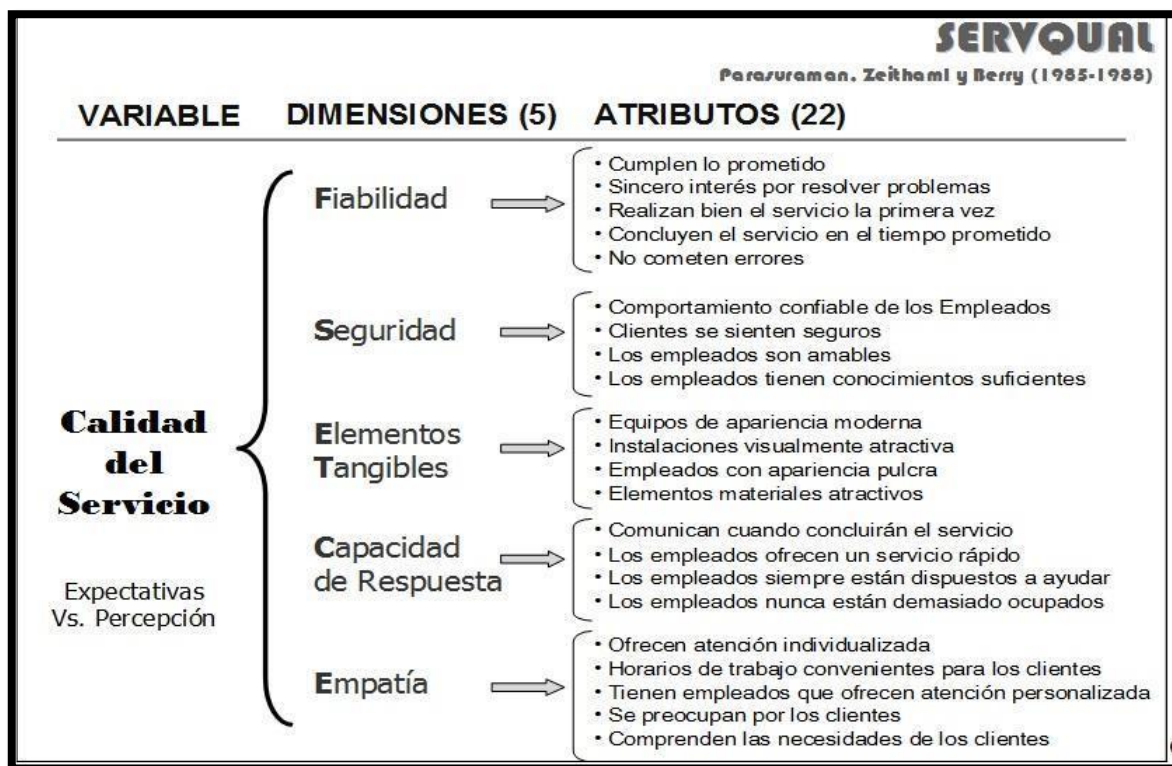 SERVQUAL
Parasuraman, Zeithaml y Berry (1985-1988)
VARIABLE DIMENSIONES (5) ATRIBUTOS (22)
Calidad
del
Servicio
Expectativas
Vs. Percepción
Fiabilidad
• Cumplen lo prometido
• Sincero interés por resolver problemas
• Realizan bien el servicio la primera vez
• Concluyen el servicio en el tiempo prometido
• No cometen errores
Seguridad
• Comportamiento confiable de los Empleados
• Clientes se sienten seguros
• Los empleados son amables
• Los empleados tienen conocimientos suficientes
Elementos
Tangibles
• Equipos de apariencia moderna
• Instalaciones visualmente atractiva
• Empleados con apariencia pulcra
• Elementos materiales atractivos
Capacidad
de Respuesta
• Comunican cuando concluirán el servicio
• Los empleados ofrecen un servicio rápido
• Los empleados siempre están dispuestos a ayudar
• Los empleados nunca están demasiado ocupados
Empatía
• Ofrecen atención individualizada
• Horarios de trabajo convenientes para los clientes
• Tienen empleados que ofrecen atención personalizada
• Se preocupan por los clientes
• Comprenden las necesidades de los clientes